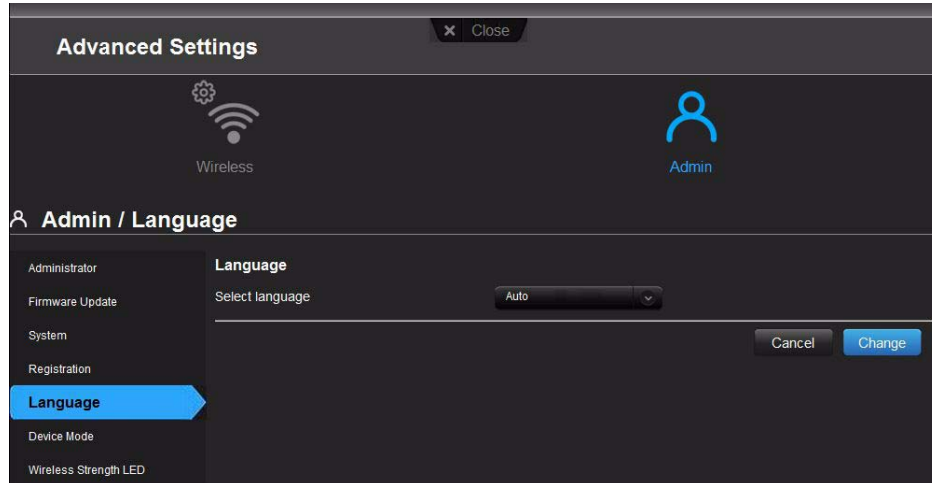 Close
Advanced Settings
Wireless
Admin
Admin / Language
Administrator
Firmware Update
System
Registration
Language
Device Mode
Wireless Strength LED
Language
Select language
Auto
Cancel
Change